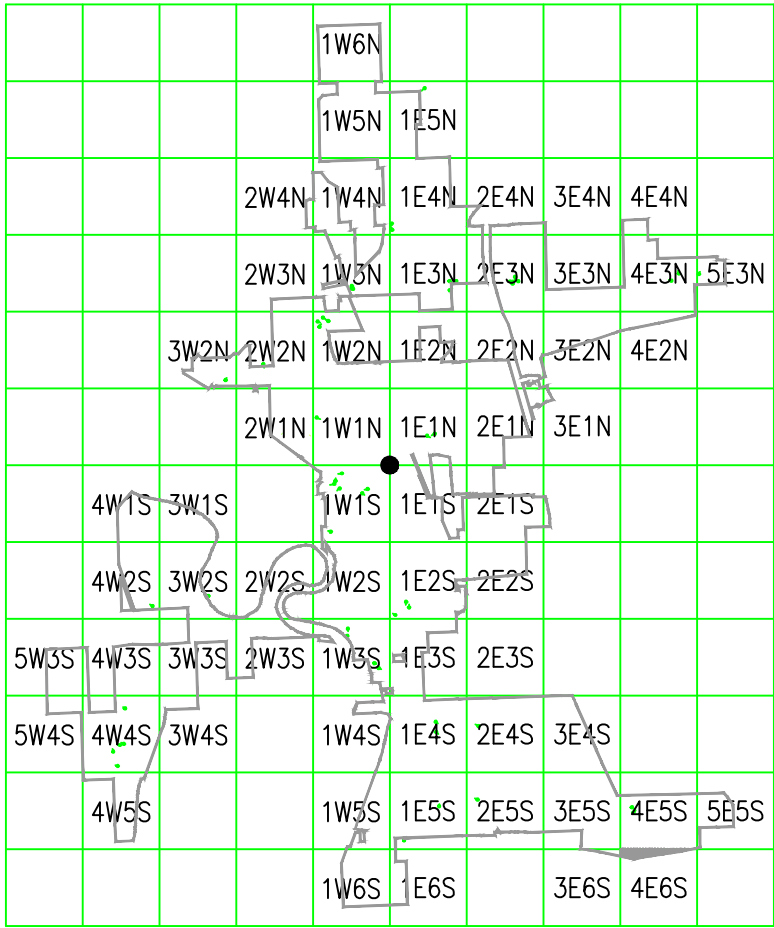 1W6N
1W5N 1E5N
2W4N 1W4N 1E4N 2E4N 3E4N 4E4N
2W3N 1W3N 1E3N 2E3N 3E3N 4E3N 5E3N
3W2N 2W2N 1W2N 1E2N 2E2N 3E2N 4E2N
2W1N 1W1N 1E1N 2E1N 3E1N
4W1S 3W1S 1W1S 1E1S 2E1S
4W2S 3W2S 2W2S 1W2S 1E2S 2E2S
5W3S 4W3S 3W3S 2W3S 1W3S 1E3S 2E3S
5W4S 4W4S 3W4S 1W4S 1E4S 2E4S 3E4S
4W5S 1W5S 1E5S 2E5S 3E5S 4E5S 5E5S
1W6S 1E6S 3E6S 4E6S